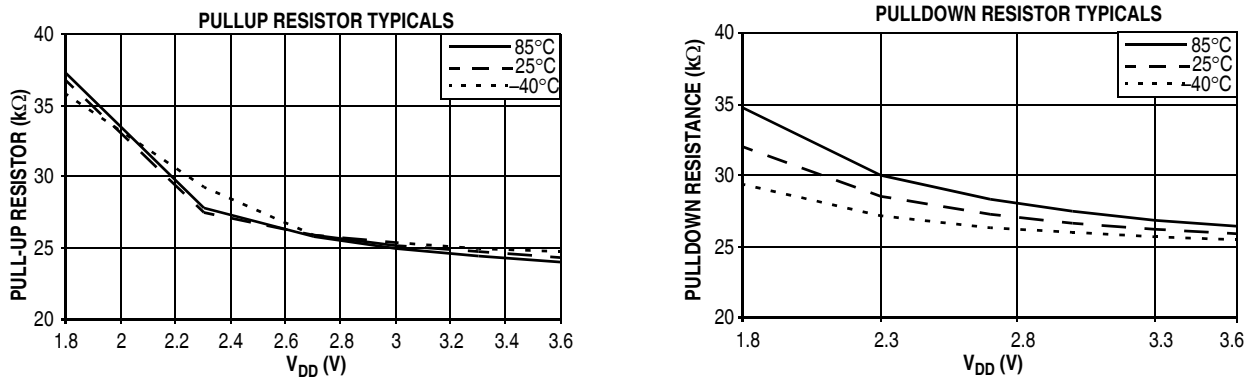 PULLUP RESISTOR TYPICALS
PULL-UP RESISTOR (kΩ)
40
35
30
25
20
1.8 2 2.2 2.4 2.6 2.8 3 3.2 3.4 3.6
V_DD (V)
85°C
25°C
–40°C
PULLDOWN RESISTOR TYPICALS
PULLDOWN RESISTANCE (kΩ)
40
35
30
25
20
1.8 2.3 2.8 3.3 3.6
V_DD (V)
85°C
25°C
–40°C